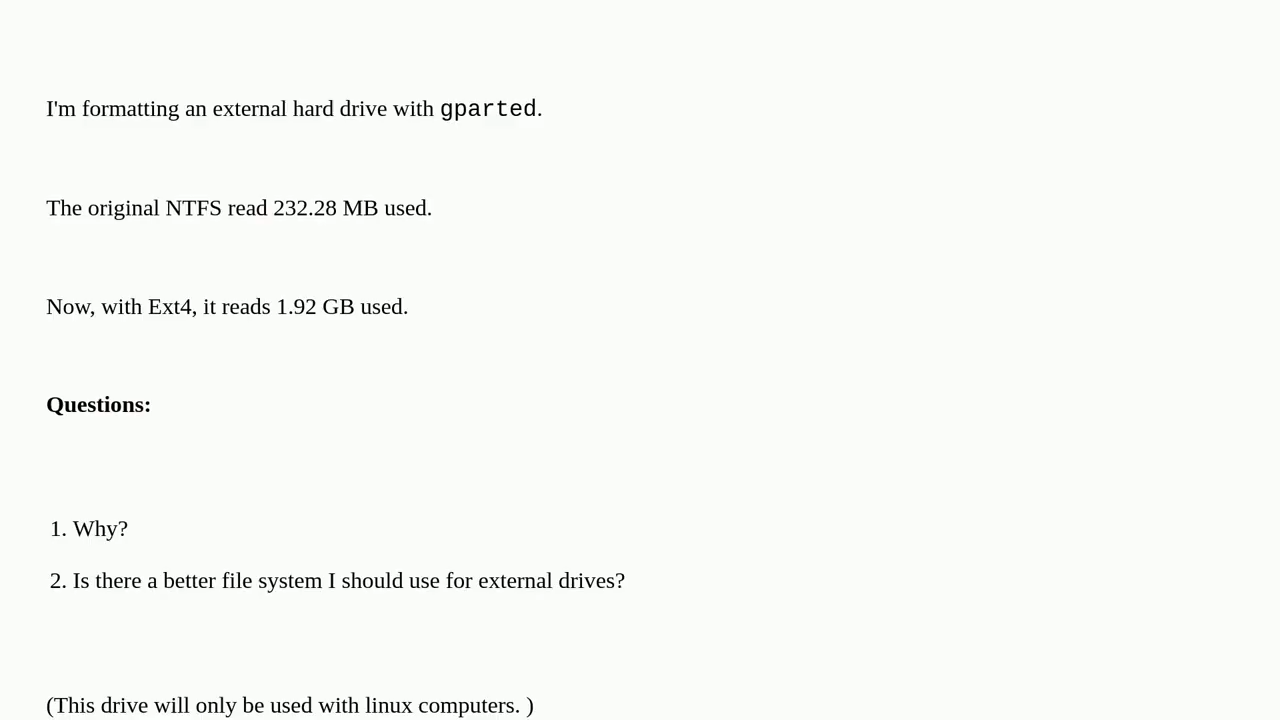 I'm formatting an external hard drive with gparted.
The original NTFS read 232.28 MB used.
Now, with Ext4, it reads 1.92 GB used.
Questions:
1. Why?
2. Is there a better file system I should use for external drives?
(This drive will only be used with linux computers. )